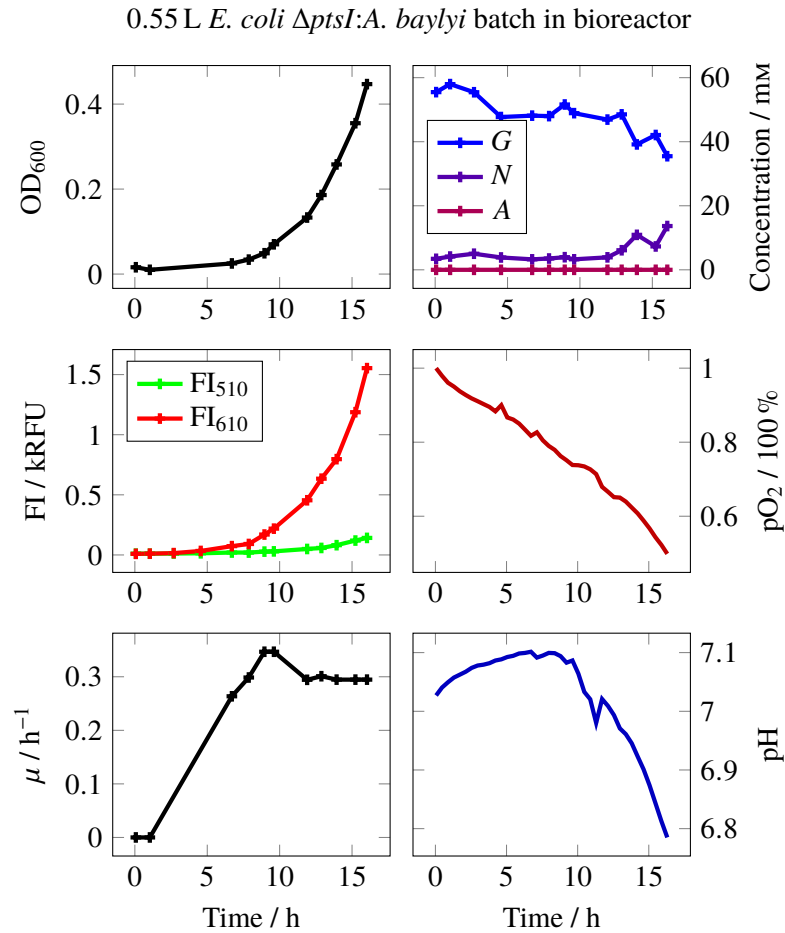 0.55 L E. coli ΔptsI:A. baylyi batch in bioreactor
0 0.2 0.4
OD600
0 5 10 15
G
N
A
0 5 10 15
0 20 40 60
Concentration / mM
FI510
FI610
0 0.5 1 1.5
FI / kRFU
0 5 10 15
0 5 10 15
0.6 0.8 1
pO2 / 100 %
0 0.1 0.2 0.3
μ / h−1
0 5 10 15
Time / h
0 5 10 15
Time / h
6.8 6.9 7 7.1
pH